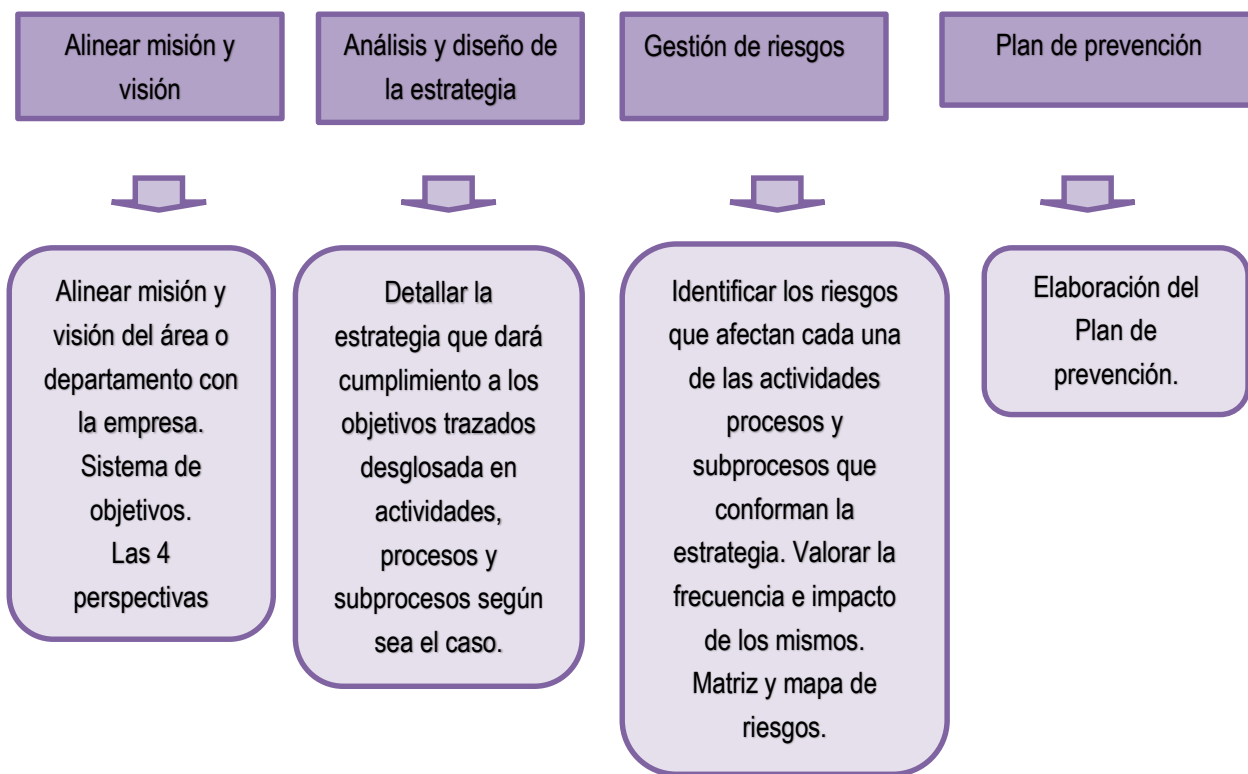 Alinear misión y
visión
Análisis y diseño de
la estrategia
Gestión de riesgos
Plan de prevención
Alinear misión y
visión del área o
departamento con
la empresa.
Sistema de
objetivos.
Las 4
perspectivas
Detallar la
estrategia que dará
cumplimiento a los
objetivos trazados
desglosada en
actividades,
procesos y
subprocesos según
sea el caso.
Identificar los riesgos
que afectan cada una
de las actividades
procesos y
subprocesos que
conforman la
estrategia. Valorar la
frecuencia e impacto
de los mismos.
Matriz y mapa de
riesgos.
Elaboración del
Plan de
prevención.